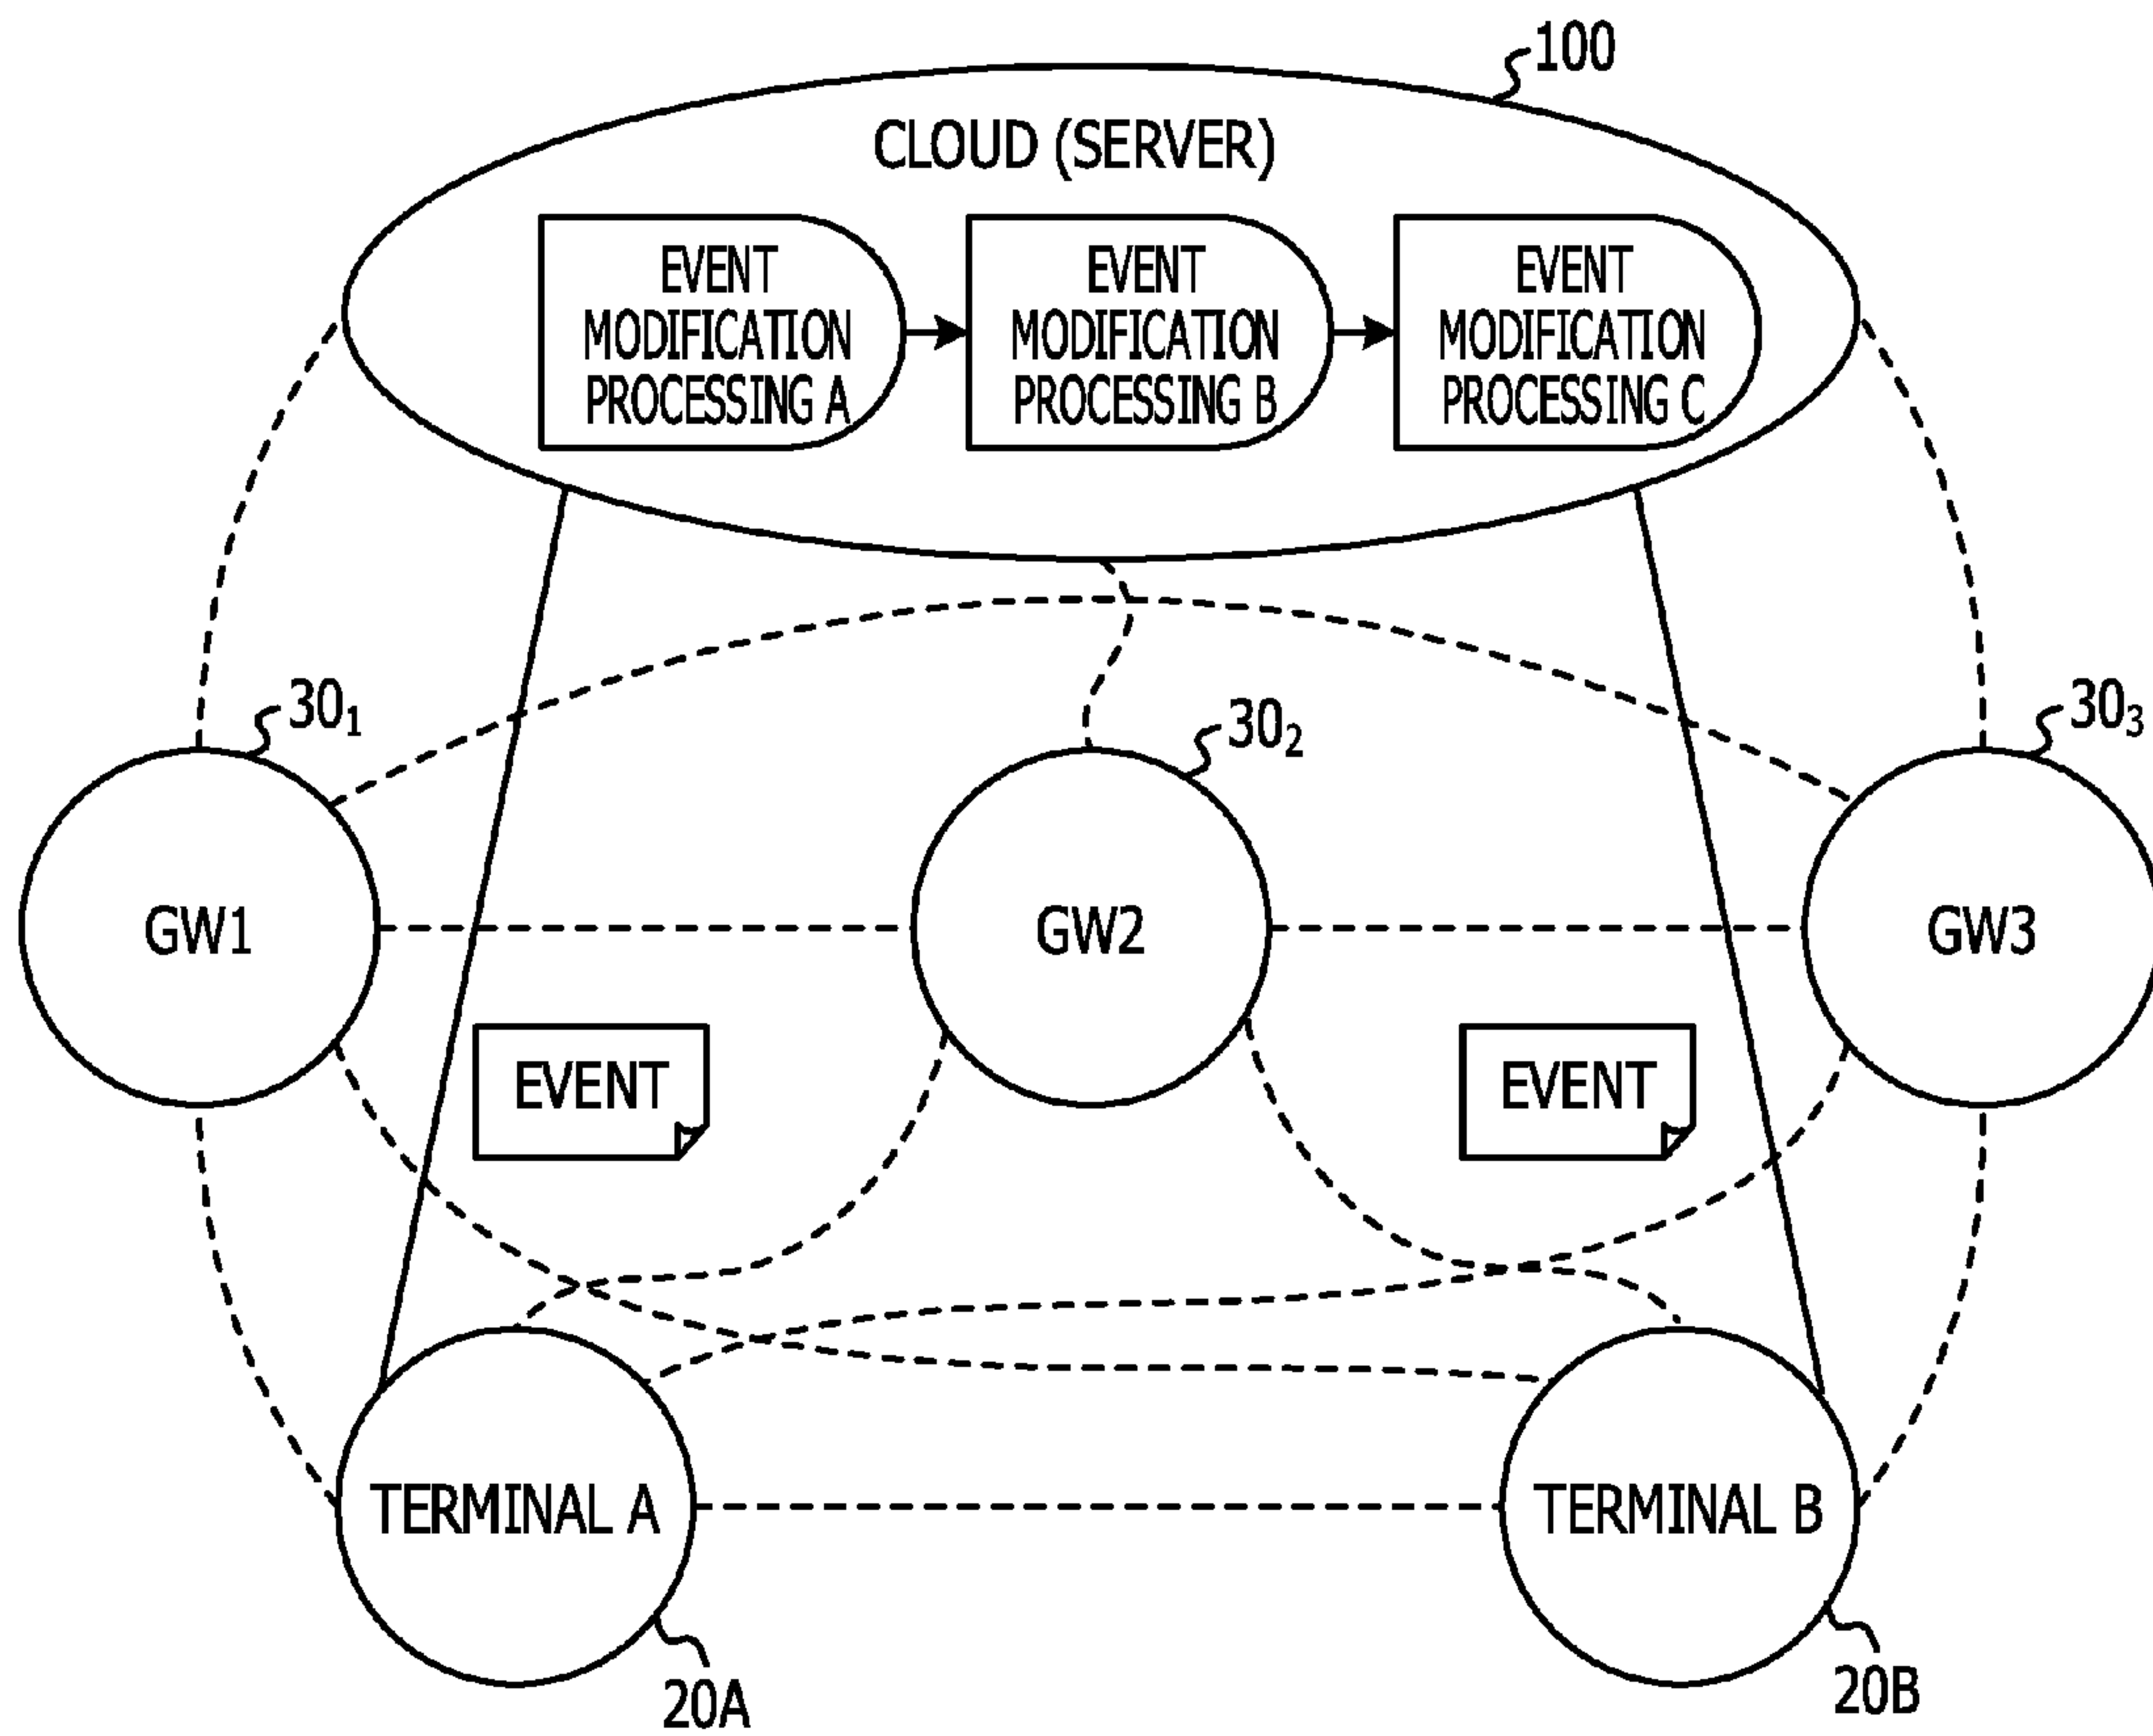 100
CLOUD (SERVER)
EVENT
MODIFICATION
PROCESSING A
EVENT
MODIFICATION
PROCESSING B
EVENT
MODIFICATION
PROCESSING C
30₁
30₂
30₃
GW1
GW2
GW3
EVENT
EVENT
TERMINAL A
TERMINAL B
20A
20B